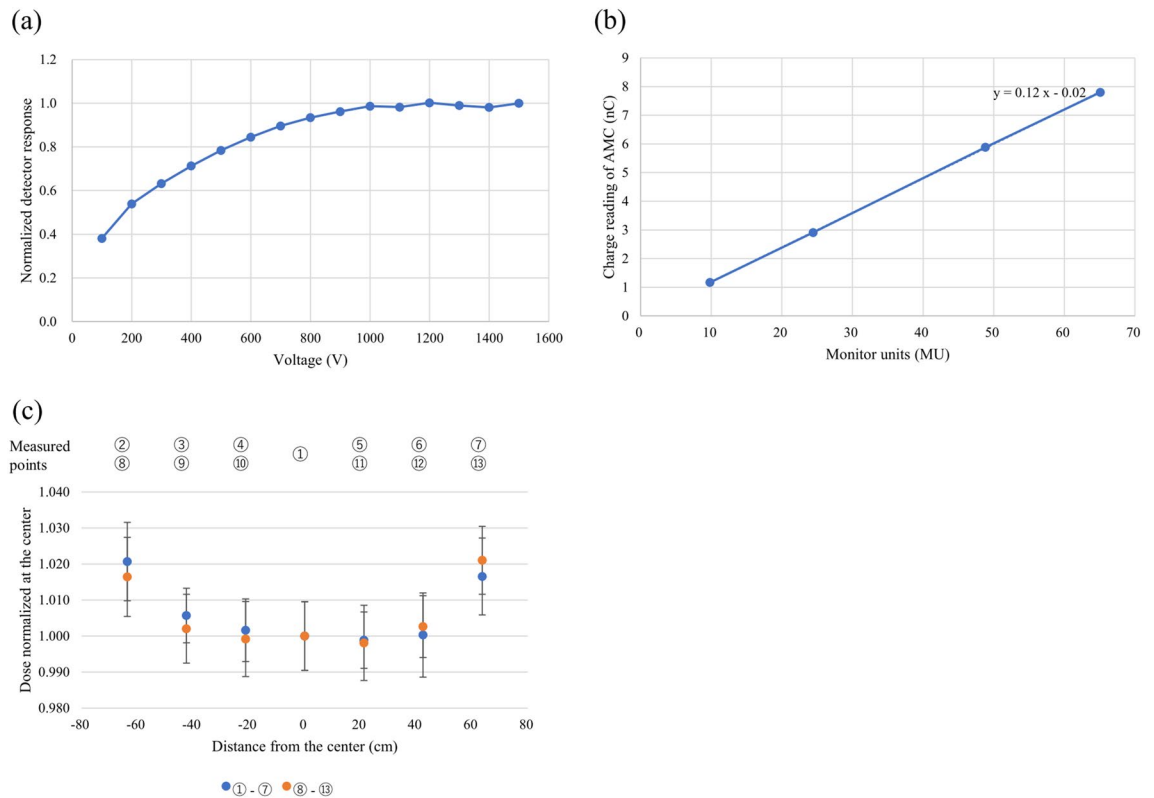 (a)
1.2
1.0
0.8
0.6
0.4
0.2
0.0
Normalized detector response
0 200 400 600 800 1000 1200 1400 1600
Voltage (V)
(b)
9
8
7
6
5
4
3
2
1
0
Charge reading of AMC (nC)
y = 0.12 x - 0.02
0 10 20 30 40 50 60 70
Monitor units (MU)
(c)
Measured ② ③ ④ ① ⑤ ⑥ ⑦
points ⑧ ⑨ ⑩ ⑪ ⑫ ⑬
1.040
1.030
1.020
1.010
1.000
0.990
0.980
Dose normalized at the center
-80 -60 -40 -20 0 20 40 60 80
Distance from the center (cm)
① - ⑦ ⑧ - ⑬